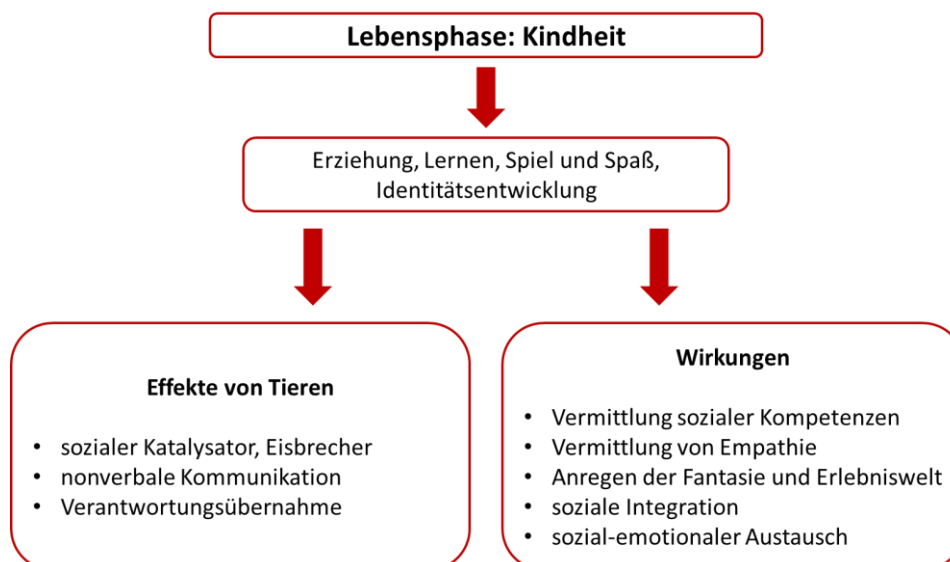 Lebensphase: Kindheit
Erziehung, Lernen, Spiel und Spaß,
Identitätsentwicklung
Effekte von Tieren
• sozialer Katalysator, Eisbrecher
• nonverbale Kommunikation
• Verantwortungsübernahme
Wirkungen
• Vermittlung sozialer Kompetenzen
• Vermittlung von Empathie
• Anregen der Fantasie und Erlebniswelt
• soziale Integration
• sozial-emotionaler Austausch